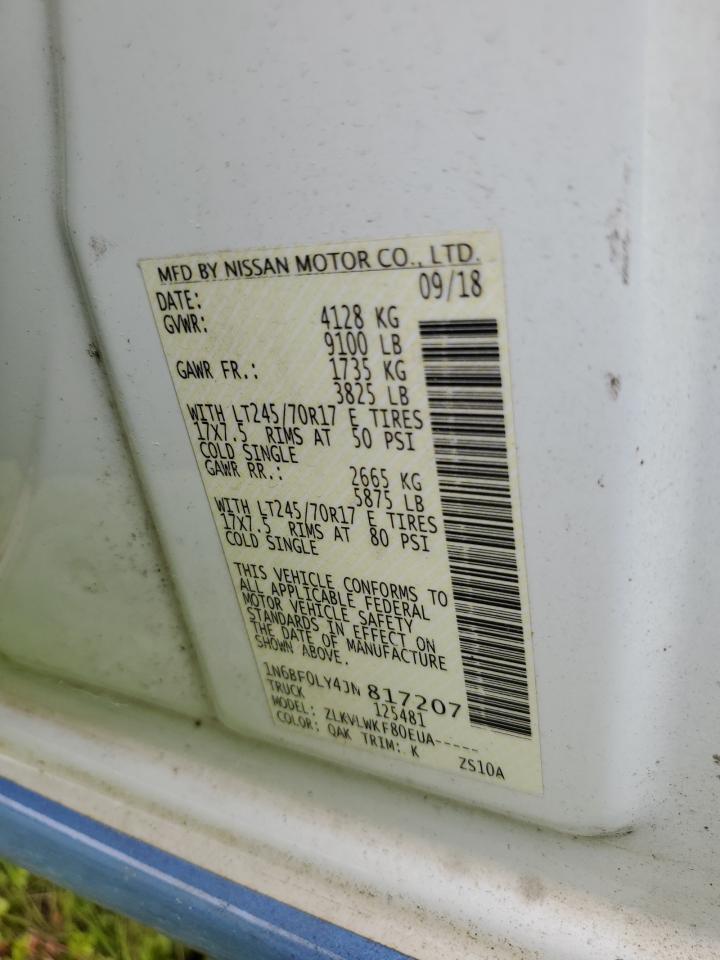 MFD BY NISSAN MOTOR CO., LTD.
DATE: 09/18
GVWR: 4128 KG
9100 LB
GAWR FR.: 1735 KG
3825 LB
WITH LT245/70R17 E TIRES
17X7.5 RIMS AT 50 PSI
COLD SINGLE
GAWR RR.: 2665 KG
5875 LB
WITH LT245/70R17 E TIRES
17X7.5 RIMS AT 80 PSI
COLD SINGLE
THIS VEHICLE CONFORMS TO
ALL APPLICABLE FEDERAL
MOTOR VEHICLE SAFETY
STANDARDS IN EFFECT ON
THE DATE OF MANUFACTURE
SHOWN ABOVE.
1N6BF0LY4JN817207
TRUCK 125481
MODEL: ZLKVLWKF80EUA-----
COLOR: QAK TRIM: K ZS10A